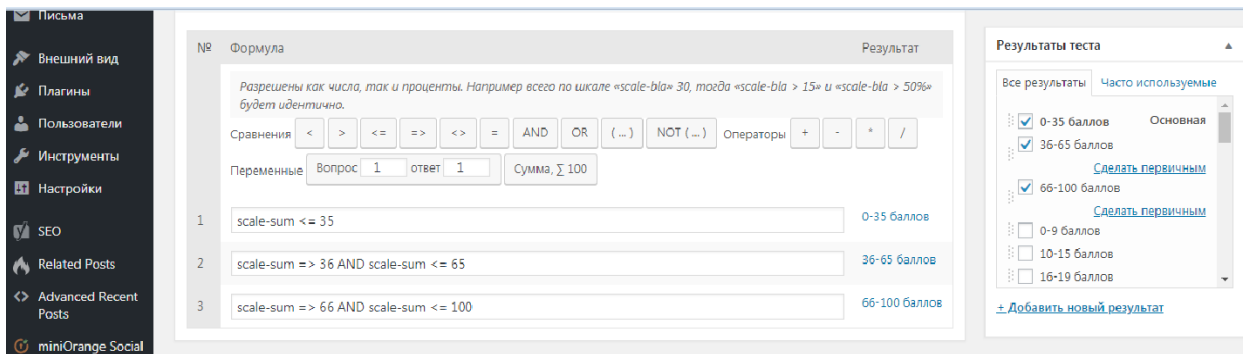 Письма
Внешний вид
Плагины
Пользователи
Инструменты
Настройки
SEO
Related Posts
Advanced Recent
Posts
miniOrange Social
№ Формула Результат
Разрешены как числа, так и проценты. Например всего по шкале «scale-bla» 30, тогда «scale-bla > 15» и «scale-bla > 50%»
будет идентично.
Сравнения < > <= => <> = AND OR (...) NOT (...) Операторы + - * /
Переменные Вопрос 1 ответ 1 Сумма, ∑ 100
1 scale-sum <= 35 0-35 баллов
2 scale-sum => 36 AND scale-sum <= 65 36-65 баллов
3 scale-sum => 66 AND scale-sum <= 100 66-100 баллов
Результаты теста
Все результаты Часто используемые
0-35 баллов Основная
36-65 баллов
Сделать первичным
66-100 баллов
Сделать первичным
0-9 баллов
10-15 баллов
16-19 баллов
+ Добавить новый результат